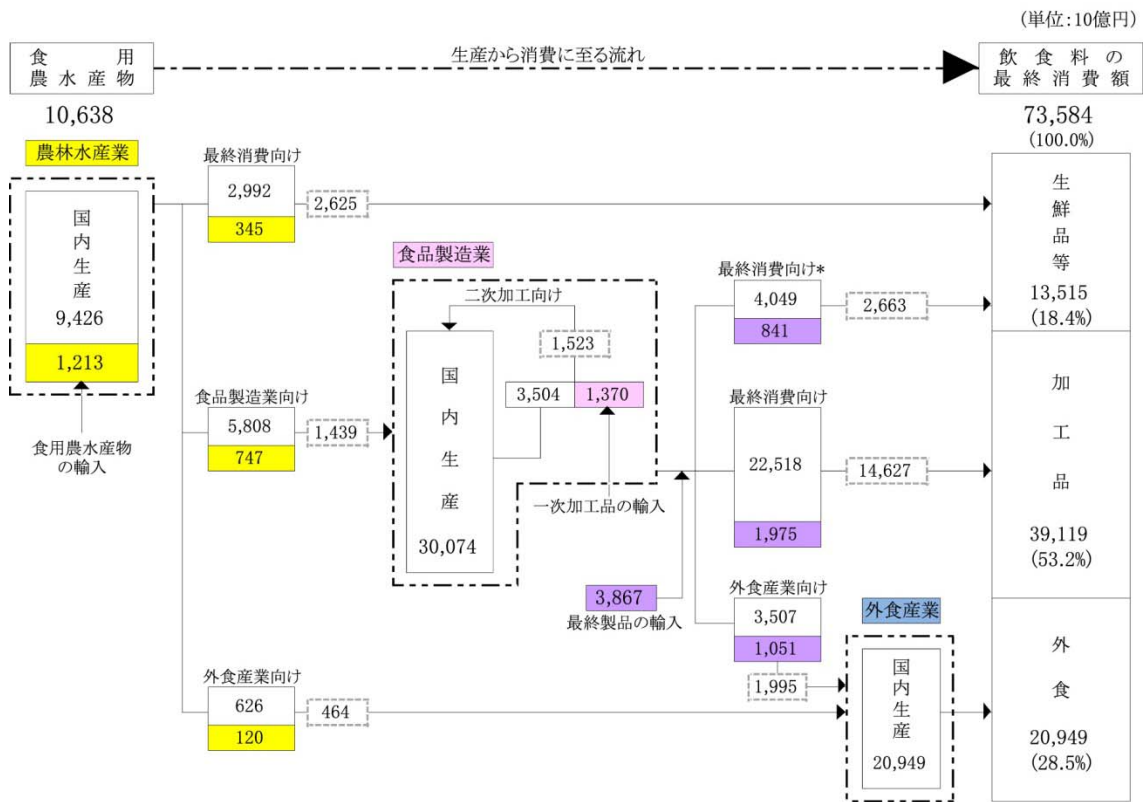 (単位:10億円)
食用
農水産物
生産から消費に至る流れ
飲食料の
最終消費額
10,638
73,584
(100.0%)
農林水産業
国内生産
9,426
1,213
食用農水産物
の輸入
最終消費向け
2,992
345
2,625
食品製造業向け
5,808
747
1,439
外食産業向け
626
120
464
食品製造業
二次加工向け
1,523
3,504
1,370
国内生産
30,074
一次加工品の輸入
3,867
最終製品の輸入
最終消費向け*
4,049
841
2,663
最終消費向け
22,518
1,975
14,627
外食産業向け
3,507
1,051
1,995
外食産業
国内生産
20,949
生鮮品等
13,515
(18.4%)
加工品
39,119
(53.2%)
外食
20,949
(28.5%)